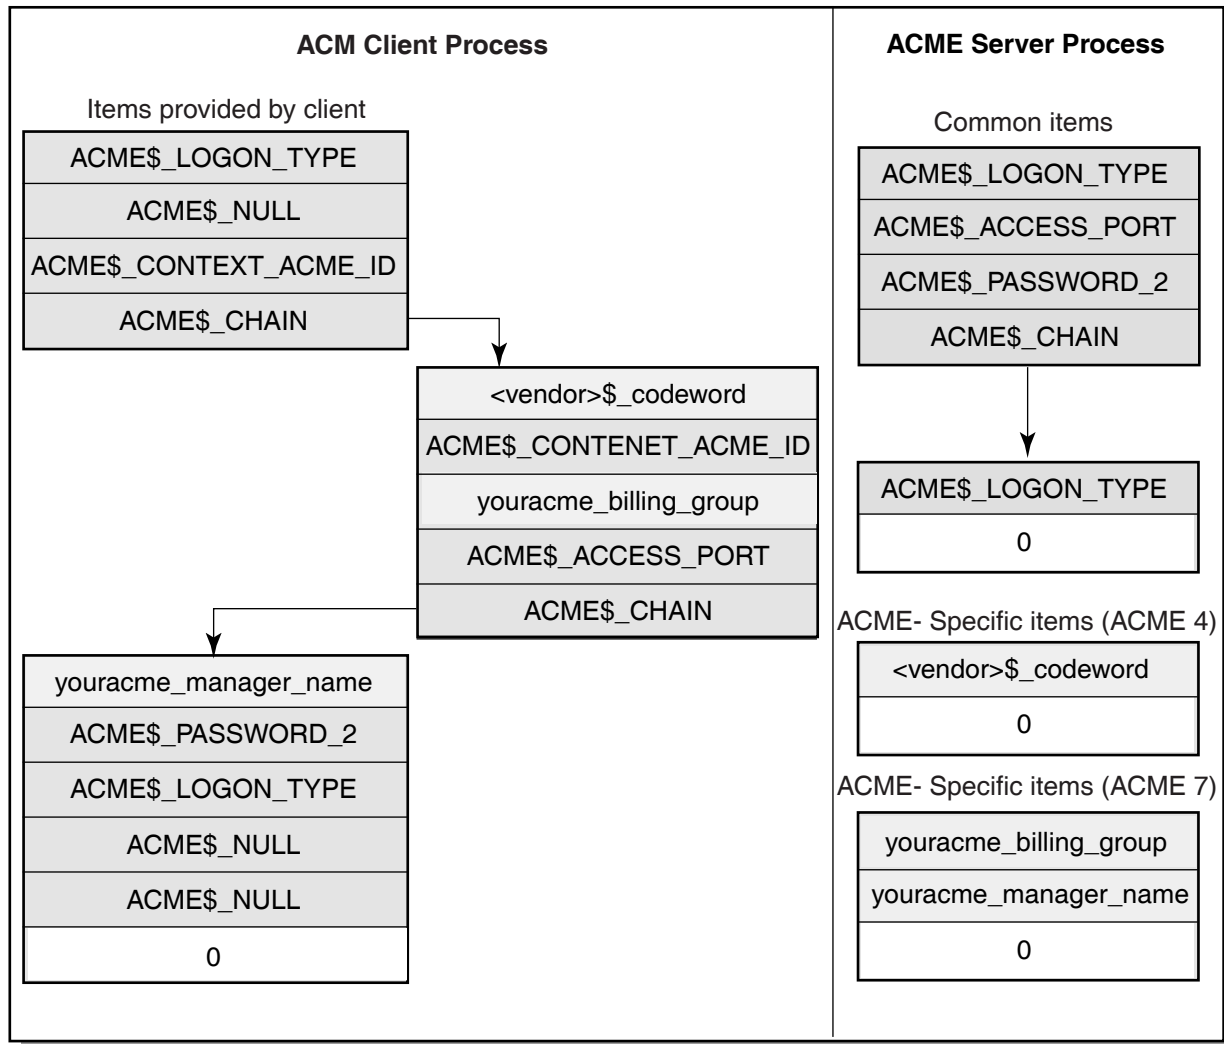 ACM Client Process
Items provided by client
ACME$_LOGON_TYPE
ACME$_NULL
ACME$_CONTEXT_ACME_ID
ACME$_CHAIN
<vendor>$_codeword
ACME$_CONTENET_ACME_ID
youracme_billing_group
ACME$_ACCESS_PORT
ACME$_CHAIN
youracme_manager_name
ACME$_PASSWORD_2
ACME$_LOGON_TYPE
ACME$_NULL
ACME$_NULL
0
ACME Server Process
Common items
ACME$_LOGON_TYPE
ACME$_ACCESS_PORT
ACME$_PASSWORD_2
ACME$_CHAIN
ACME$_LOGON_TYPE
0
ACME- Specific items (ACME 4)
<vendor>$_codeword
0
ACME- Specific items (ACME 7)
youracme_billing_group
youracme_manager_name
0